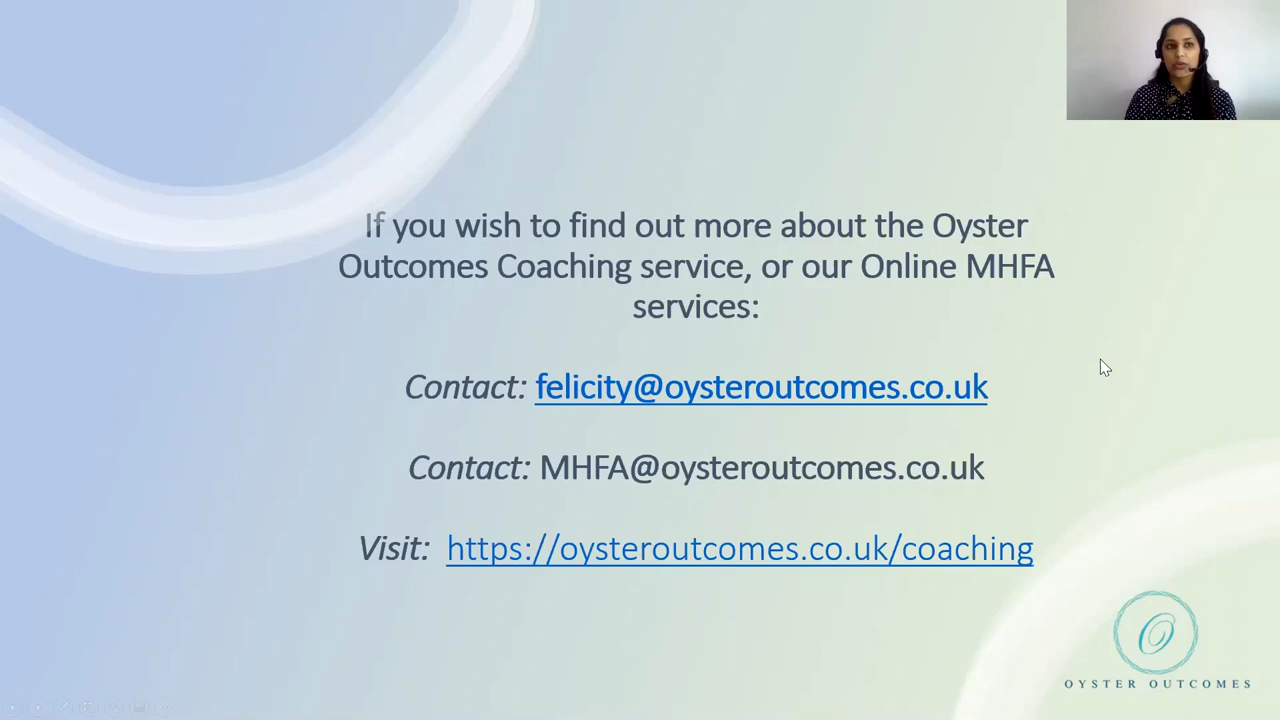 If you wish to find out more about the Oyster
Outcomes Coaching service, or our Online MHFA
services:
Contact: felicity@oysteroutcomes.co.uk
Contact: MHFA@oysteroutcomes.co.uk
Visit: https://oysteroutcomes.co.uk/coaching
O
OYSTER OUTCOMES